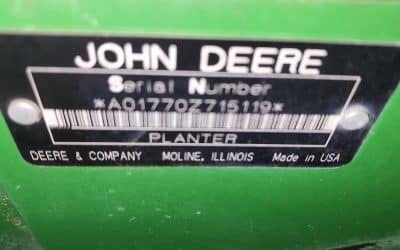 JOHN DEERE
Serial Number
*A01770Z715119*
PLANTER
DEERE & COMPANY MOLINE, ILLINOIS Made in USA